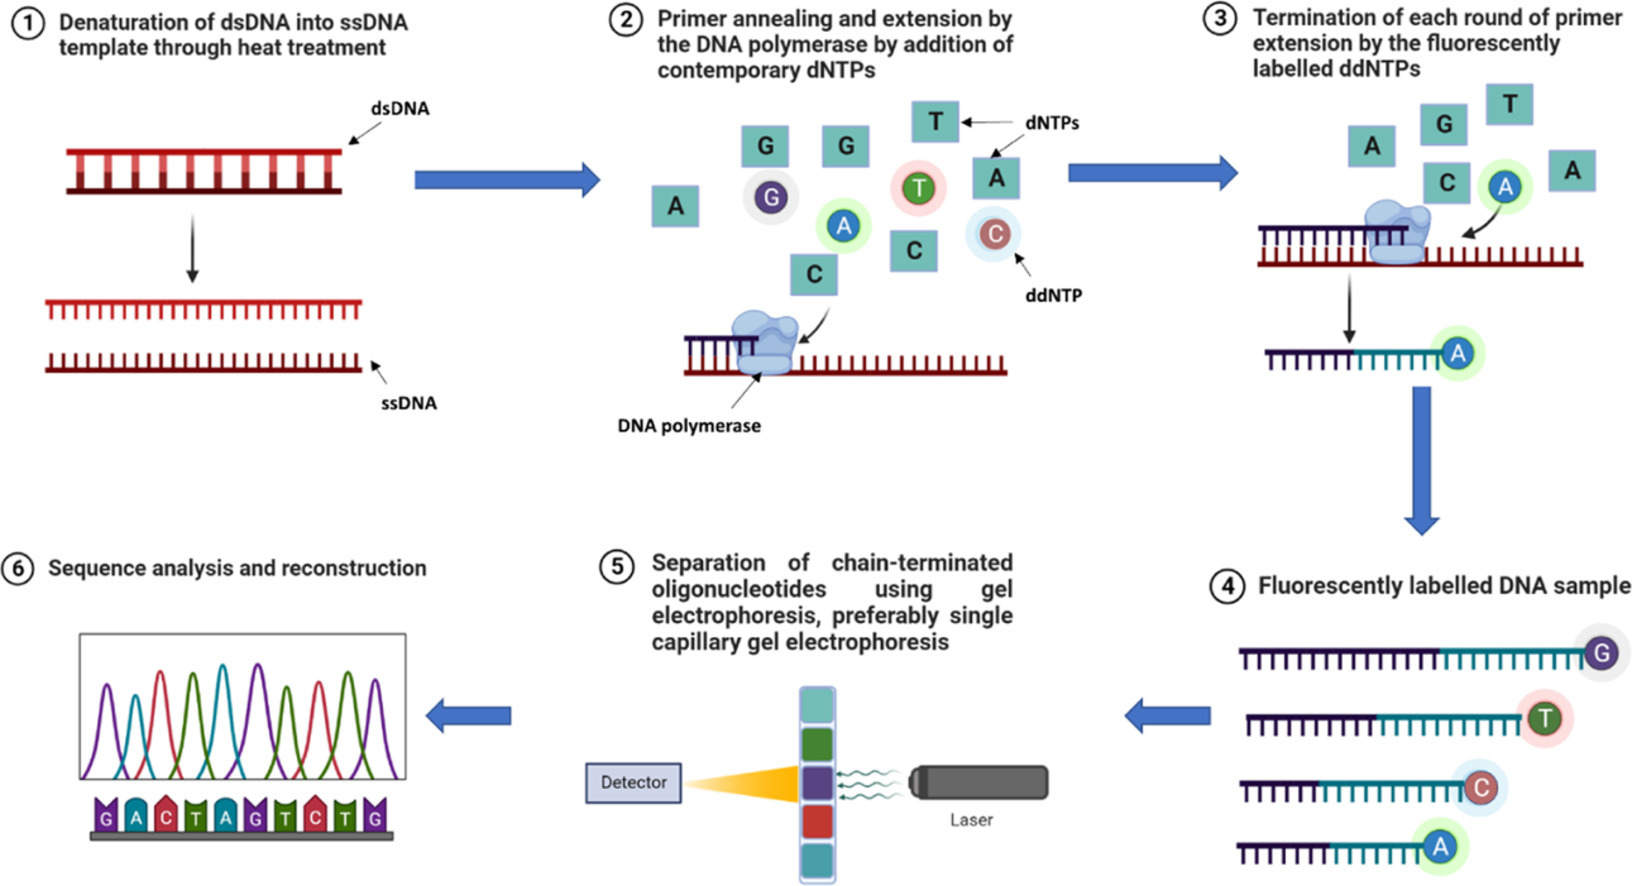 1 Denaturation of dsDNA into ssDNA
template through heat treatment
dsDNA
ssDNA
2 Primer annealing and extension by
the DNA polymerase by addition of
contemporary dNTPs
T
dNTPs
G
G
A
G
A
T
A
C
C
C
ddNTP
DNA polymerase
3 Termination of each round of primer
extension by the fluorescently
labelled ddNTPs
T
G
A
C
A
A
A
4 Fluorescently labelled DNA sample
G
T
C
A
5 Separation of chain-terminated
oligonucleotides using gel
electrophoresis, preferably single
capillary gel electrophoresis
Detector
Laser
6 Sequence analysis and reconstruction
G A C T A G T C T G